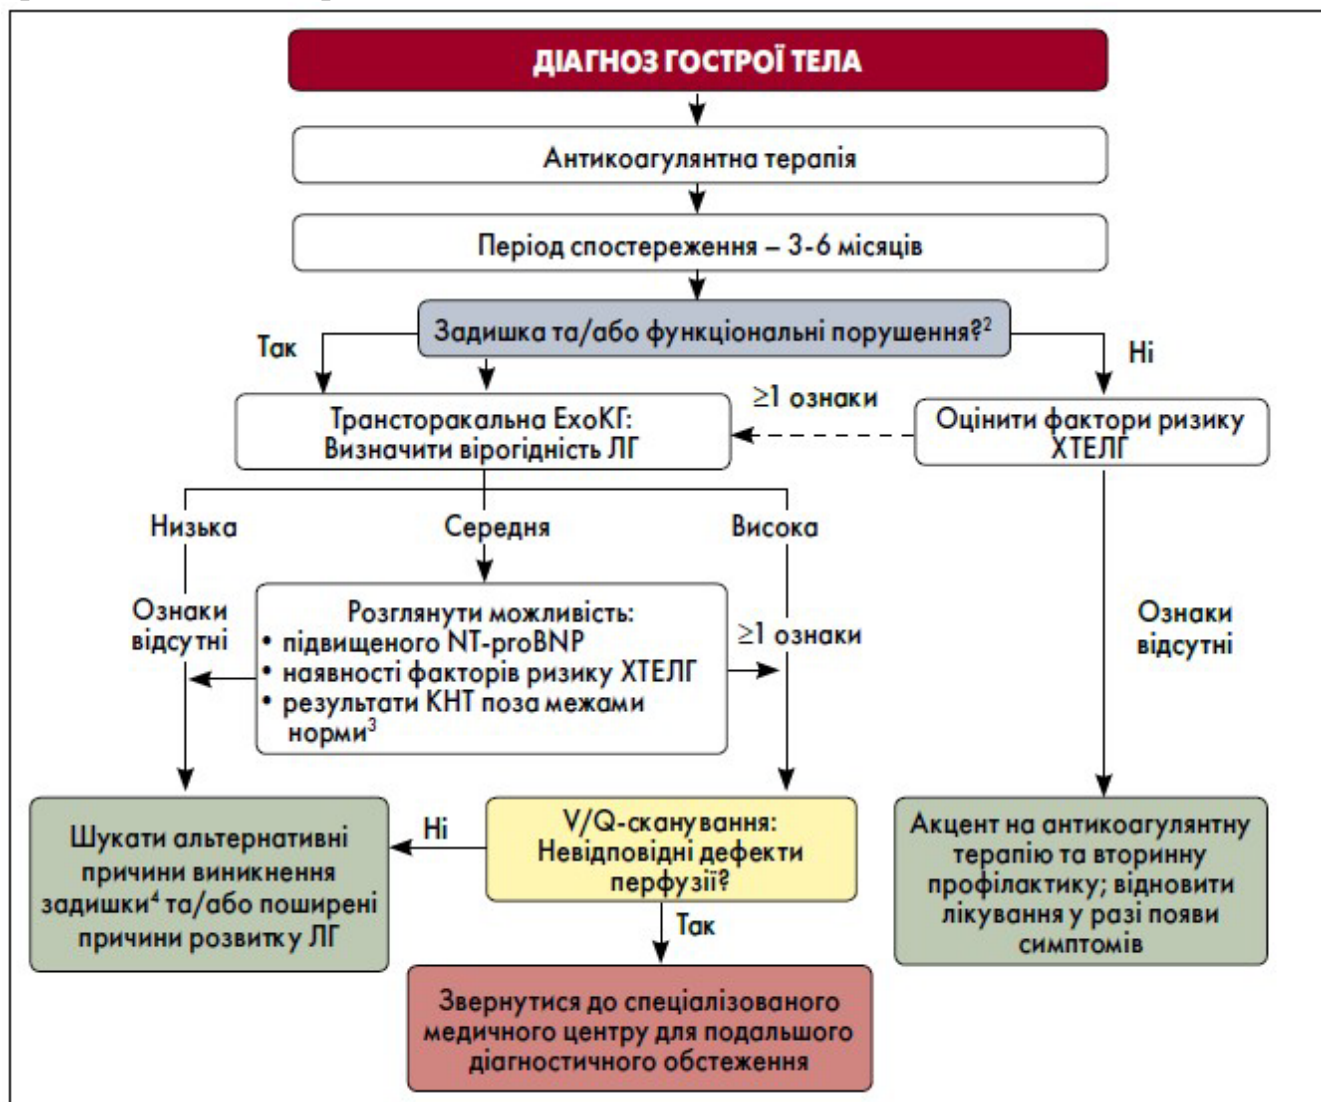 ДІАГНОЗ ГОСТРОЇ ТЕЛА
Антикоагулянтна терапія
Період спостереження – 3-6 місяців
Задишка та/або функціональні порушення?²
Так
Ні
Трансторакальна ЕхоКГ:
Визначити вірогідність ЛГ
≥1 ознаки
Оцінити фактори ризику
ХТЕЛГ
Низька
Середня
Висока
Ознаки
відсутні
Розглянути можливість:
• підвищеного NT-proBNP
• наявності факторів ризику ХТЕЛГ
• результати КНТ поза межами
норми³
≥1 ознаки
Ознаки
відсутні
Шукати альтернативні
причини виникнення
задишки⁴ та/або поширені
причини розвитку ЛГ
Ні
V/Q-сканування:
Невідповідні дефекти
перфузії?
Так
Акцент на антикоагулянтну
терапію та вторинну
профілактику; відновити
лікування у разі появи
симптомів
Звернутися до спеціалізованого
медичного центру для подальшого
діагностичного обстеження